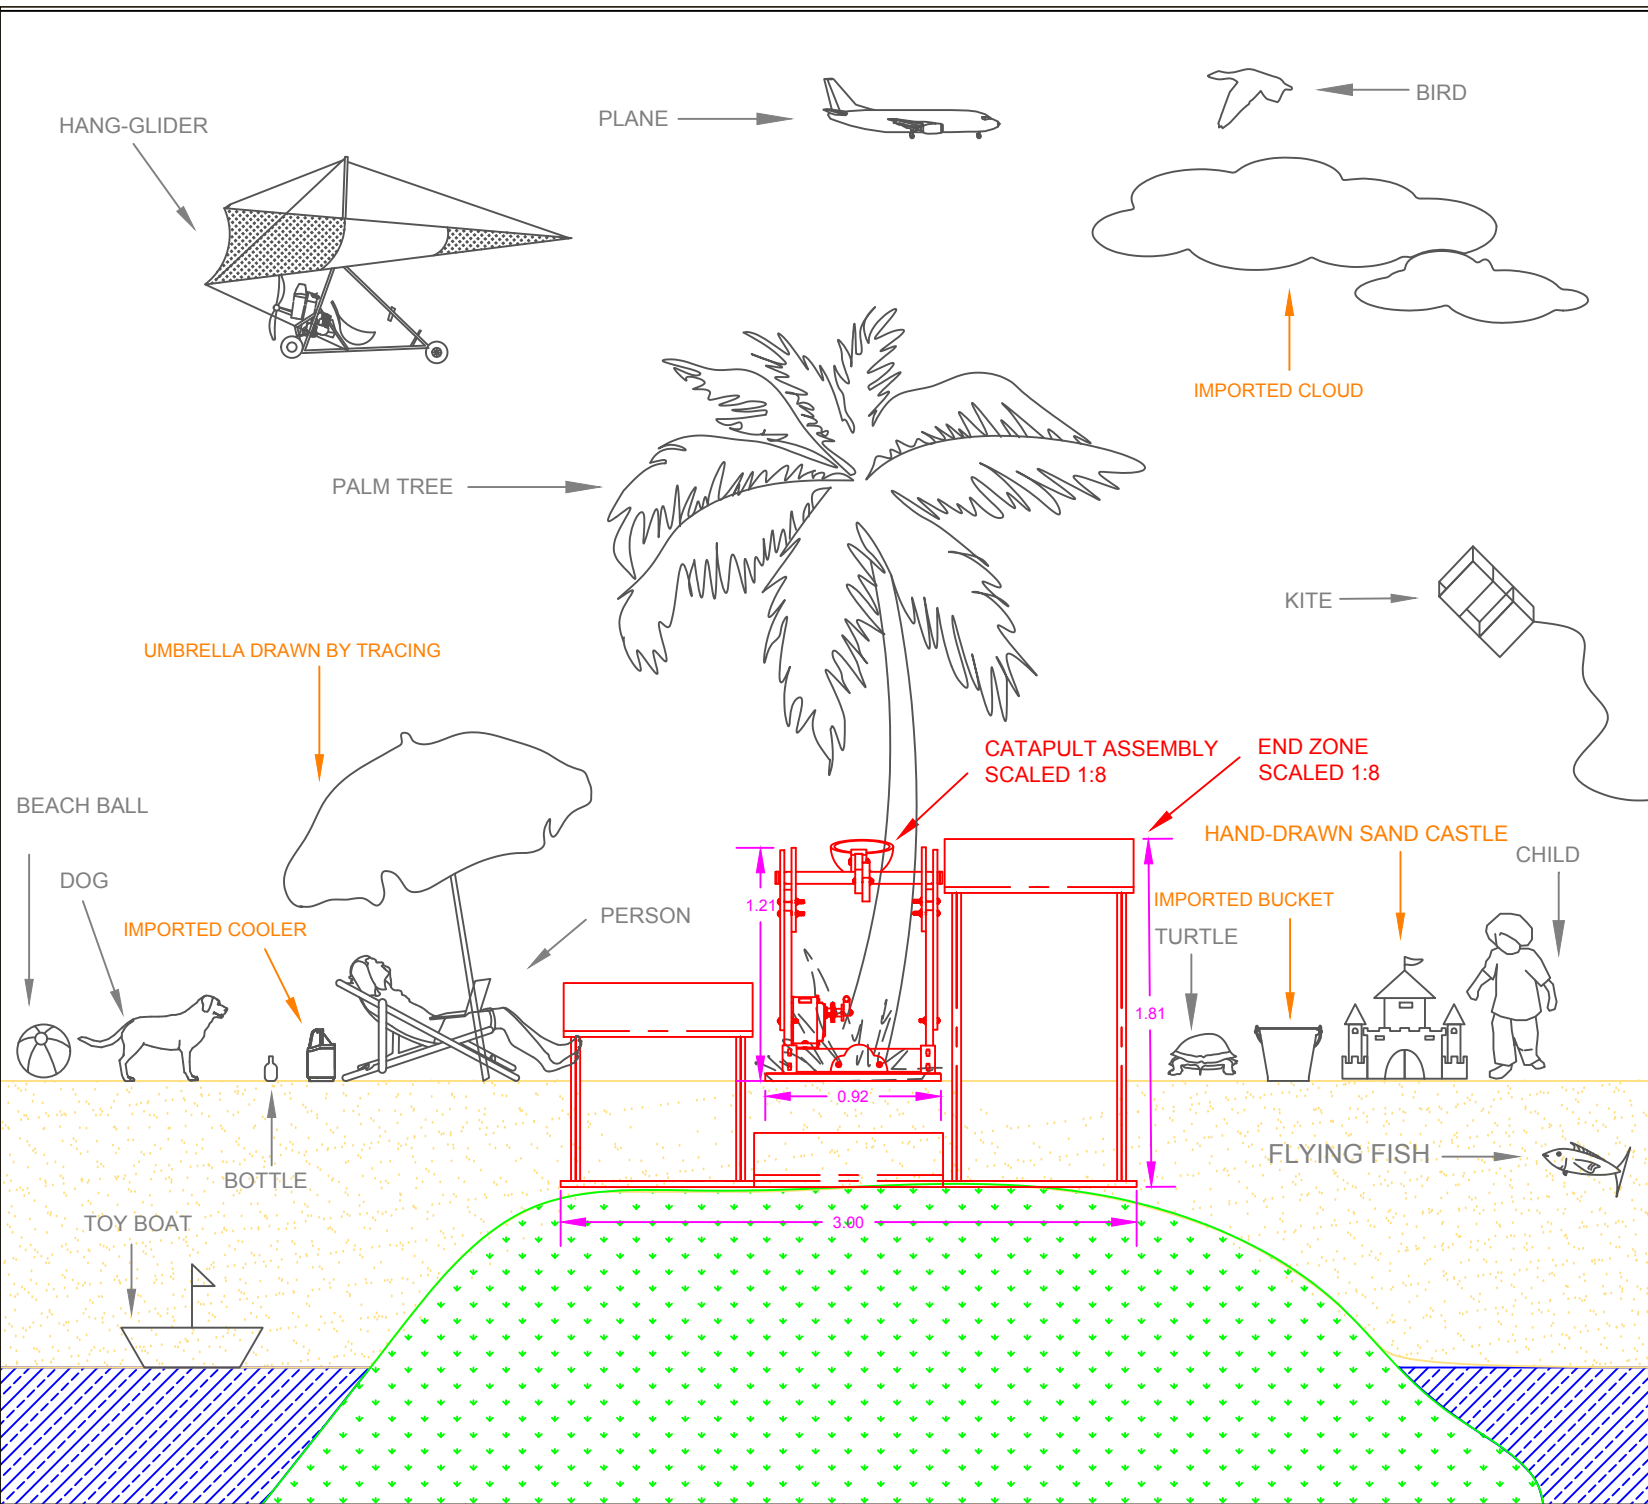 HANG-GLIDER
PLANE
BIRD
IMPORTED CLOUD
PALM TREE
KITE
UMBRELLA DRAWN BY TRACING
CATAPULT ASSEMBLY
SCALED 1:8
END ZONE
SCALED 1:8
BEACH BALL
HAND-DRAWN SAND CASTLE
CHILD
DOG
IMPORTED COOLER
PERSON
1.21
IMPORTED BUCKET
TURTLE
1.81
0.92
BOTTLE
FLYING FISH
TOY BOAT
3.00